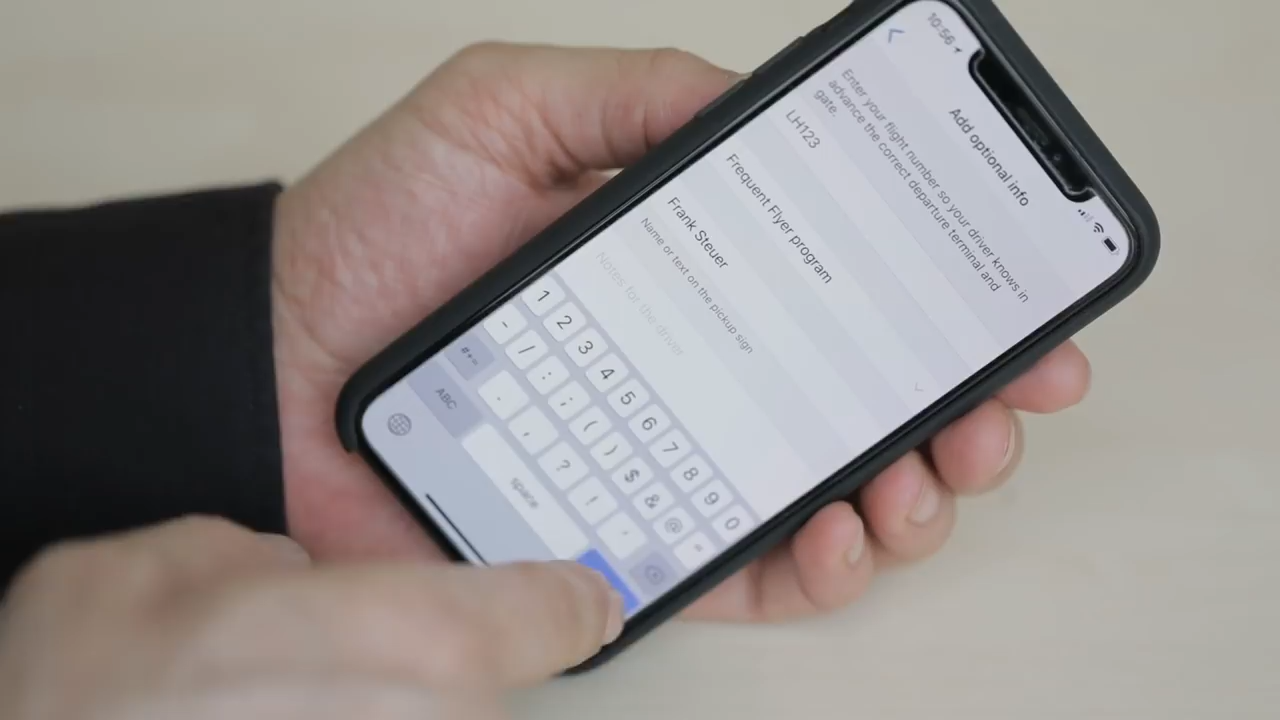 10:56
Add optional info
Enter your flight number so your driver knows in
advance the correct departure terminal and
gate.
LH123
Frequent Flyer program
Frank Steuer
Name or text on the pickup sign
Notes for the driver
1 2 3 4 5 6 7 8 9 0
- / : ; ( ) $ & @ "
#+= . , ? ! '
ABC space